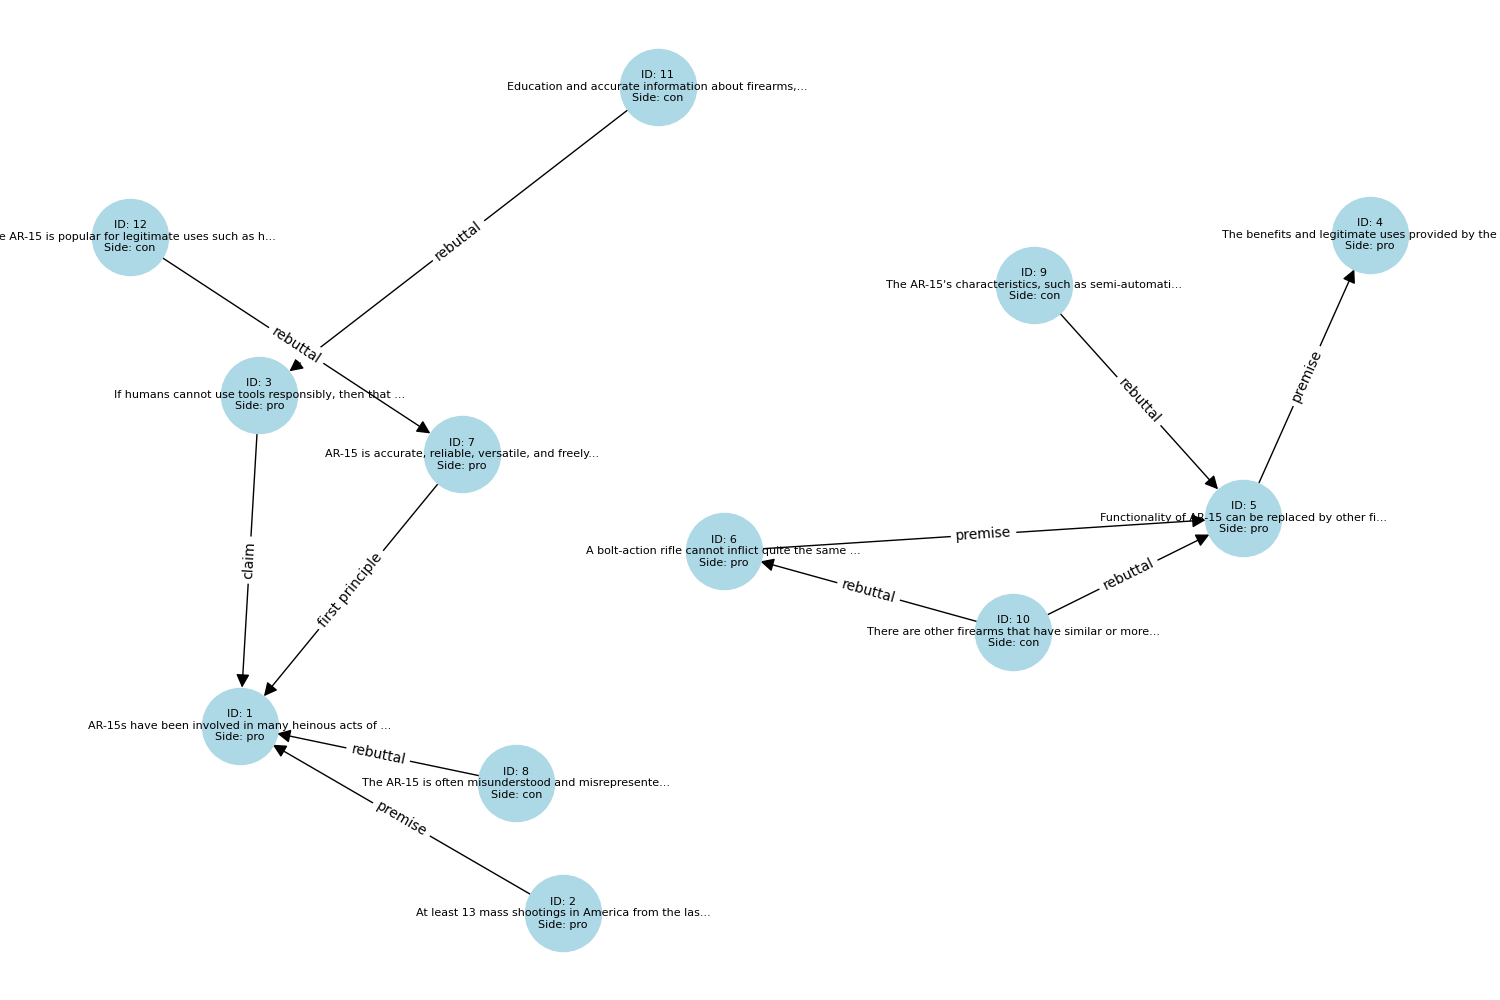 ID: 11
Education and accurate information about firearms,...
Side: con
rebuttal
ID: 12
e AR-15 is popular for legitimate uses such as h...
Side: con
rebuttal
ID: 4
The benefits and legitimate uses provided by the
Side: pro
ID: 9
The AR-15's characteristics, such as semi-automati...
Side: con
rebuttal
premise
ID: 3
If humans cannot use tools responsibly, then that ...
Side: pro
ID: 7
AR-15 is accurate, reliable, versatile, and freely...
Side: pro
claim
first principle
ID: 5
Functionality of AR-15 can be replaced by other fi...
Side: pro
ID: 6
A bolt-action rifle cannot inflict quite the same ...
Side: pro
premise
rebuttal
rebuttal
ID: 10
There are other firearms that have similar or more...
Side: con
ID: 1
AR-15s have been involved in many heinous acts of ...
Side: pro
rebuttal
ID: 8
The AR-15 is often misunderstood and misrepresente...
Side: con
premise
ID: 2
At least 13 mass shootings in America from the las...
Side: pro